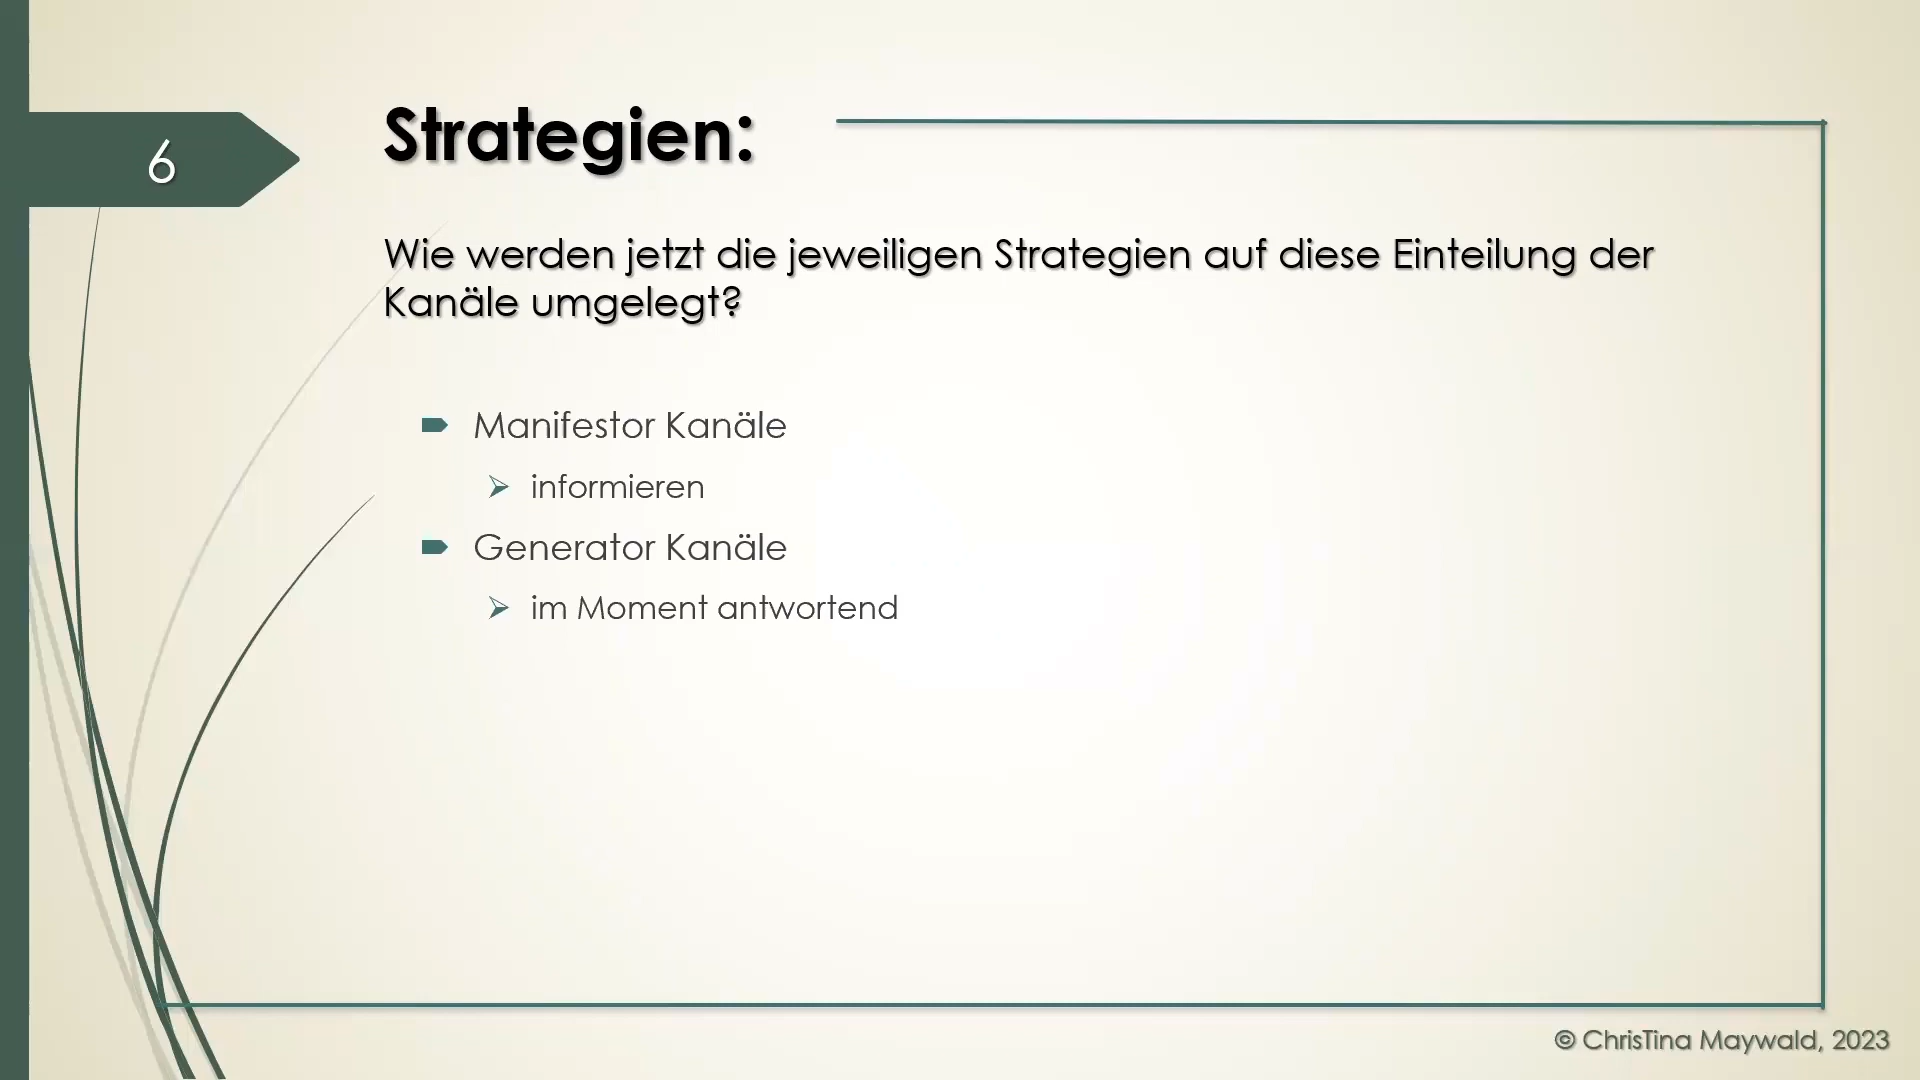 6
Strategien:
Wie werden jetzt die jeweiligen Strategien auf diese Einteilung der
Kanäle umgelegt?
Manifestor Kanäle
informieren
Generator Kanäle
im Moment antwortend
© ChrisTina Maywald, 2023